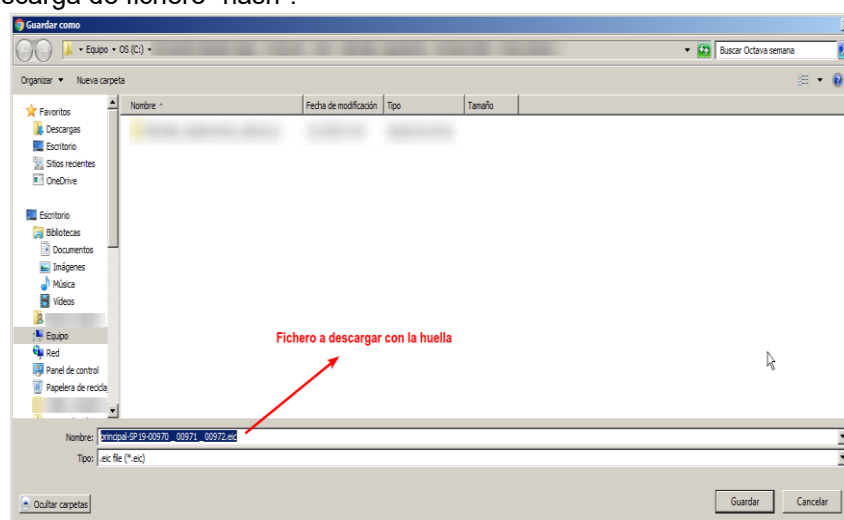 scarga de fichero "hash".
Guardar como
Equipo OS (C:)
Buscar Octava semana
Organizar Nueva carpeta
Nombre Fecha de modificación Tipo Tamaño
Favoritos
Descargas
Escritorio
Sitios recientes
OneDrive
Escritorio
Bibliotecas
Documentos
Imágenes
Música
Vídeos
Equipo
Red
Panel de control
Papelera de recicla
Fichero a descargar con la huella
Nombre: principal-SP19-00970_00971_00972.eic
Tipo: .eic file (*.eic)
Ocultar carpetas Guardar Cancelar